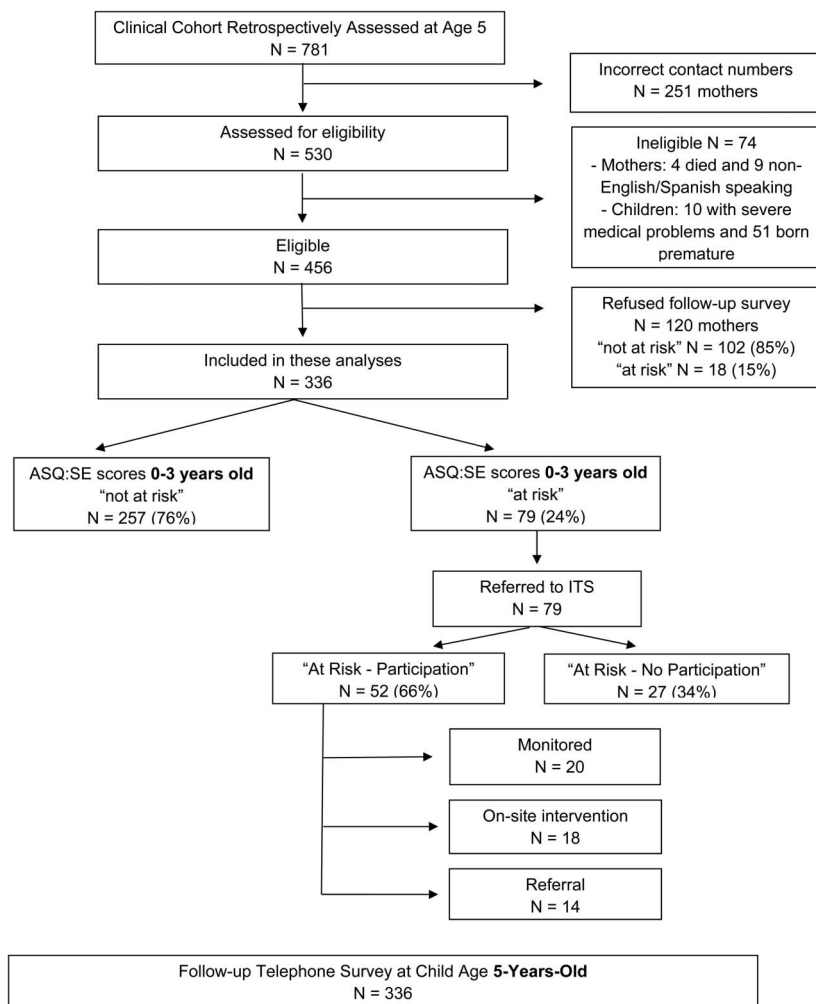 Clinical Cohort Retrospectively Assessed at Age 5
N = 781
Incorrect contact numbers
N = 251 mothers
Assessed for eligibility
N = 530
Ineligible N = 74
- Mothers: 4 died and 9 non-
English/Spanish speaking
- Children: 10 with severe
medical problems and 51 born
premature
Eligible
N = 456
Refused follow-up survey
N = 120 mothers
“not at risk” N = 102 (85%)
“at risk” N = 18 (15%)
Included in these analyses
N = 336
ASQ:SE scores 0-3 years old
“not at risk”
N = 257 (76%)
ASQ:SE scores 0-3 years old
“at risk”
N = 79 (24%)
Referred to ITS
N = 79
“At Risk - Participation”
N = 52 (66%)
“At Risk - No Participation”
N = 27 (34%)
Monitored
N = 20
On-site intervention
N = 18
Referral
N = 14
Follow-up Telephone Survey at Child Age 5-Years-Old
N = 336